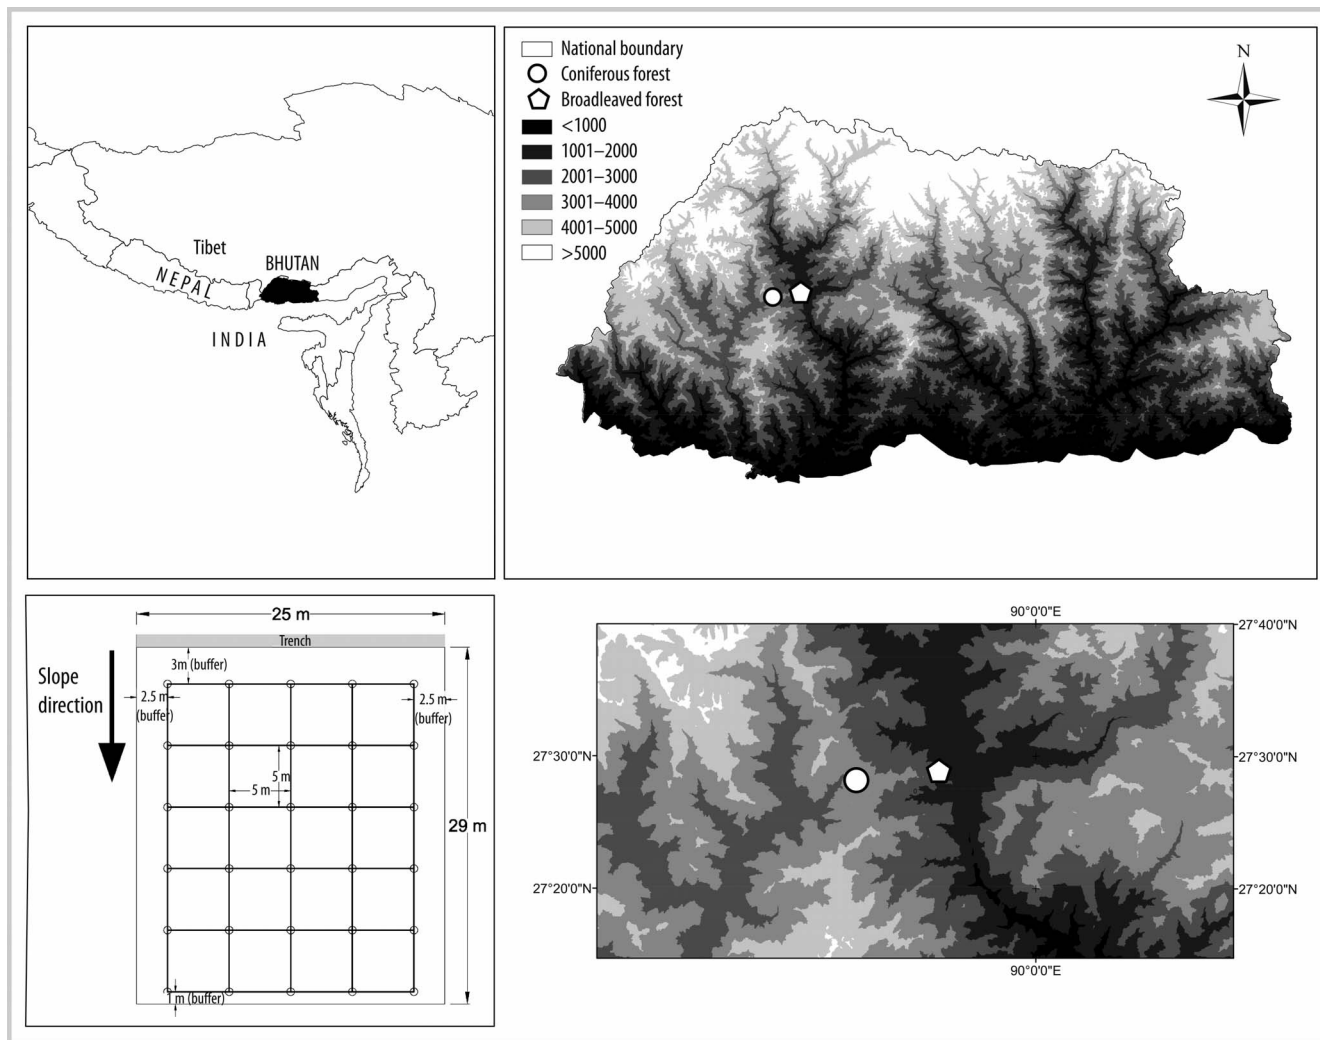 Tibet
NEPAL
BHUTAN
INDIA
National boundary
Coniferous forest
Broadleaved forest
<1000
1001–2000
2001–3000
3001–4000
4001–5000
>5000
N
25 m
Trench
3m (buffer)
Slope
direction
2.5 m
(buffer)
2.5 m
(buffer)
5 m
5 m
29 m
1 m (buffer)
90°0'0"E
27°40'0"N
27°30'0"N
27°30'0"N
27°20'0"N
27°20'0"N
90°0'0"E